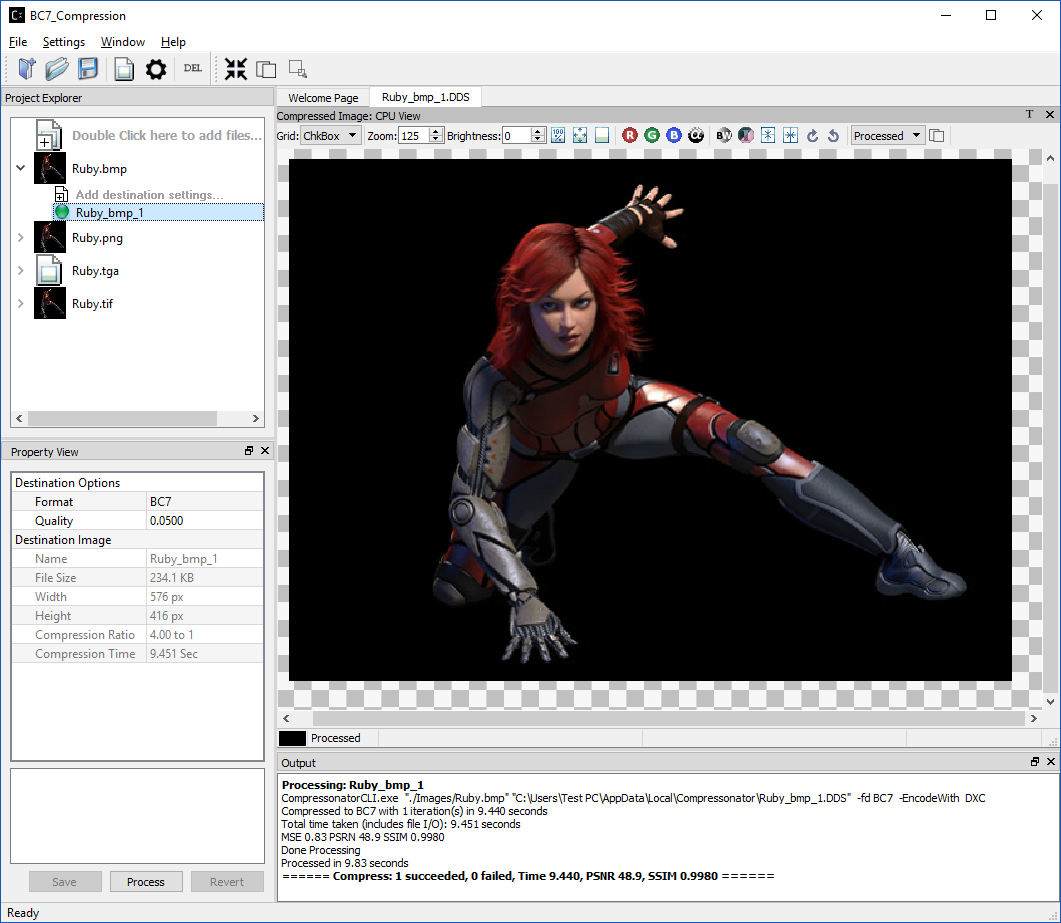 BC7_Compression
File Settings Window Help
DEL
Project Explorer
Double Click here to add files...
Ruby.bmp
Add destination settings...
Ruby_bmp_1
Ruby.png
Ruby.tga
Ruby.tif
Property View
Destination Options
Format BC7
Quality 0.0500
Destination Image
Name Ruby_bmp_1
File Size 234.1 KB
Width 576 px
Height 416 px
Compression Ratio 4.00 to 1
Compression Time 9.451 Sec
Save Process Revert
Welcome Page Ruby_bmp_1.DDS
Compressed Image: CPU View
Grid: ChkBox Zoom: 125 Brightness: 0 R G B Processed
Processed
Output
Processing: Ruby_bmp_1
CompressonatorCLI.exe "./Images/Ruby.bmp" "C:\Users\Test PC\AppData\Local\Compressonator\Ruby_bmp_1.DDS" -fd BC7 -EncodeWith DXC
Compressed to BC7 with 1 iteration(s) in 9.440 seconds
Total time taken (includes file I/O): 9.451 seconds
MSE 0.83 PSRN 48.9 SSIM 0.9980
Done Processing
Processed in 9.83 seconds
====== Compress: 1 succeeded, 0 failed, Time 9.440, PSNR 48.9, SSIM 0.9980 ======
Ready